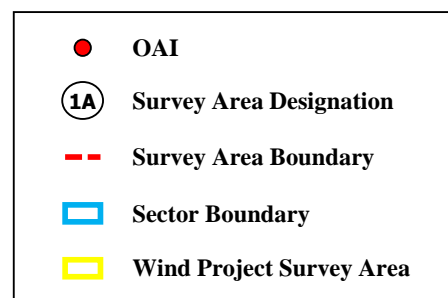 OAI
1A Survey Area Designation
Survey Area Boundary
Sector Boundary
Wind Project Survey Area